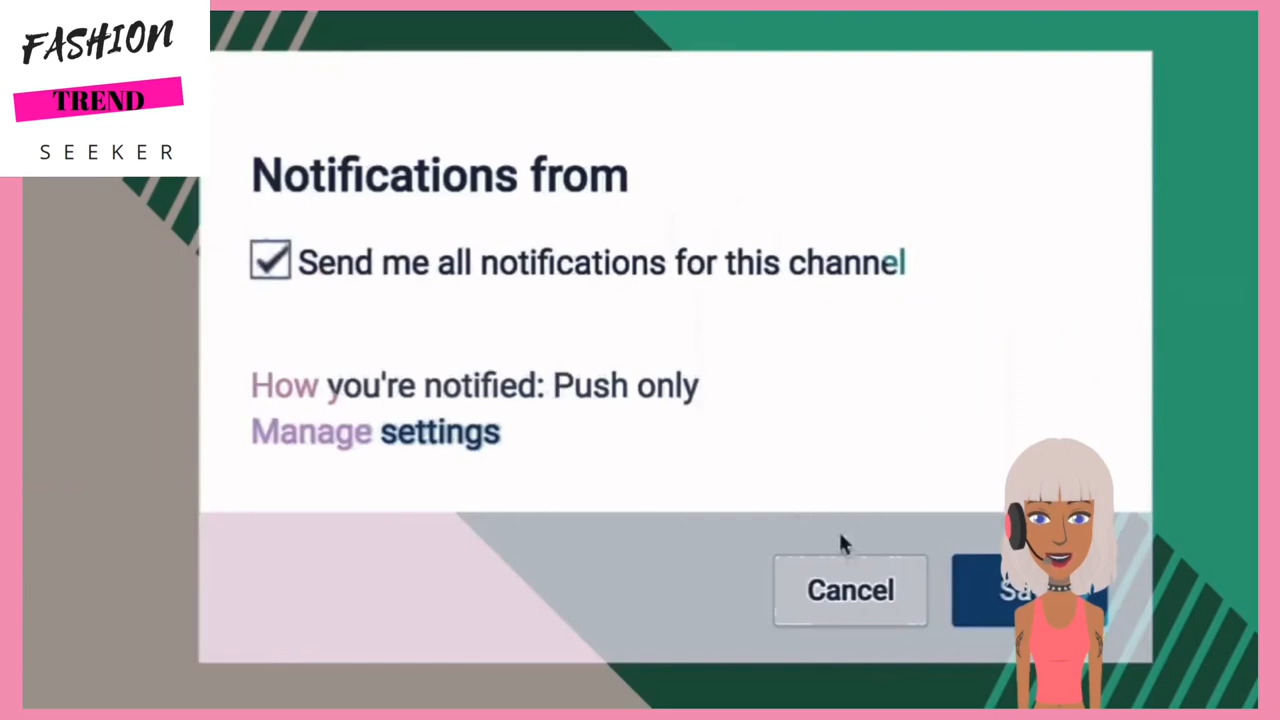 FASHION
TREND
SEEKER
Notifications from
Send me all notifications for this channel
How you're notified: Push only
Manage settings
Cancel